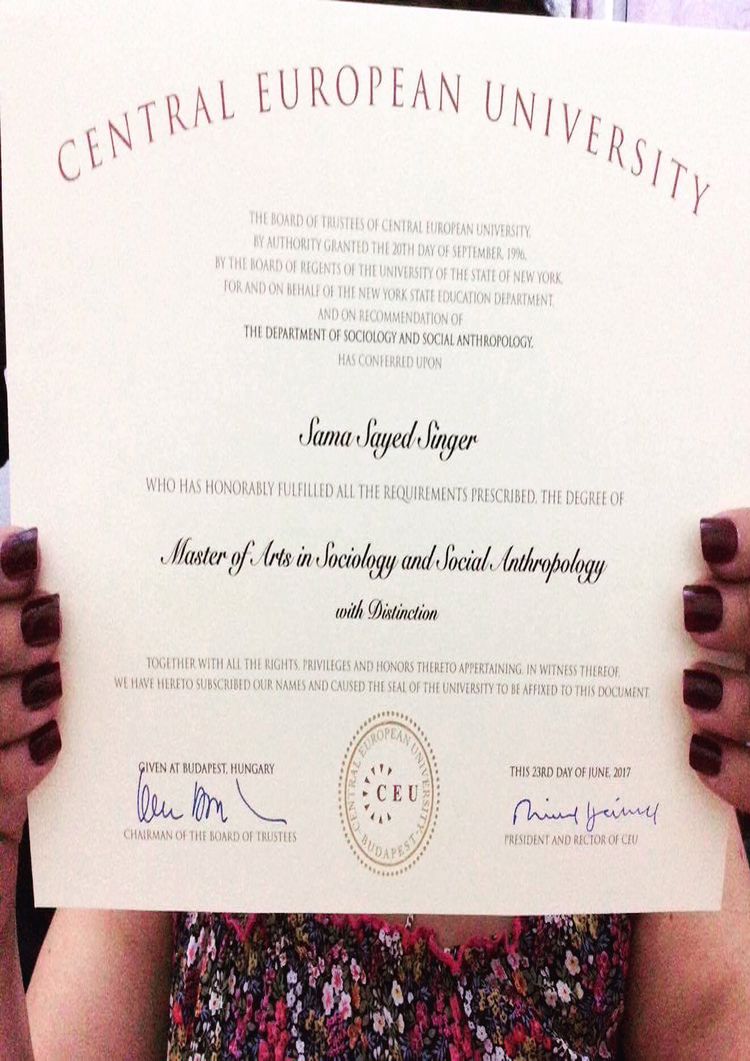 CENTRAL EUROPEAN UNIVERSITY
THE BOARD OF TRUSTEES OF CENTRAL EUROPEAN UNIVERSITY,
BY AUTHORITY GRANTED THE 20TH DAY OF SEPTEMBER, 1996,
BY THE BOARD OF REGENTS OF THE UNIVERSITY OF THE STATE OF NEW YORK,
FOR AND ON BEHALF OF THE NEW YORK STATE EDUCATION DEPARTMENT,
AND ON RECOMMENDATION OF
THE DEPARTMENT OF SOCIOLOGY AND SOCIAL ANTHROPOLOGY,
HAS CONFERRED UPON
Sama Sayed Singer
WHO HAS HONORABLY FULFILLED ALL THE REQUIREMENTS PRESCRIBED, THE DEGREE OF
Master of Arts in Sociology and Social Anthropology
with Distinction
TOGETHER WITH ALL THE RIGHTS, PRIVILEGES AND HONORS THERETO APPERTAINING. IN WITNESS THEREOF,
WE HAVE HERETO SUBSCRIBED OUR NAMES AND CAUSED THE SEAL OF THE UNIVERSITY TO BE AFFIXED TO THIS DOCUMENT
GIVEN AT BUDAPEST, HUNGARY
CHAIRMAN OF THE BOARD OF TRUSTEES
CENTRAL EUROPEAN UNIVERSITY
CEU
BUDAPEST
THIS 23RD DAY OF JUNE, 2017
PRESIDENT AND RECTOR OF CEU